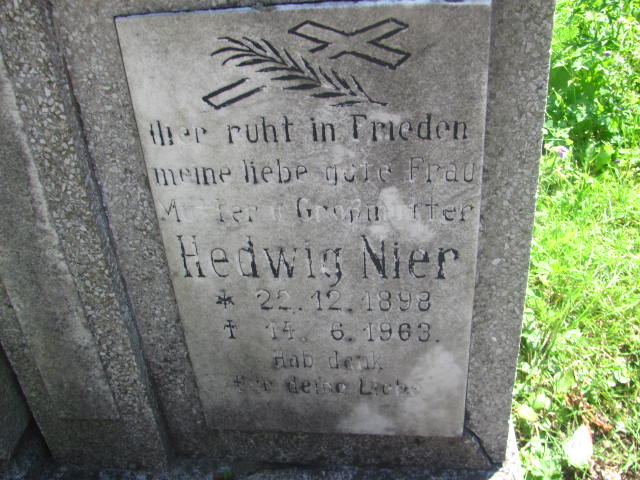 Hier ruht in Frieden
meine liebe gute Frau
Mutter u Großmutter
Hedwig Nier
* 22. 12. 1898
† 14. 6. 1963.
Hab dank
für deine Liebe